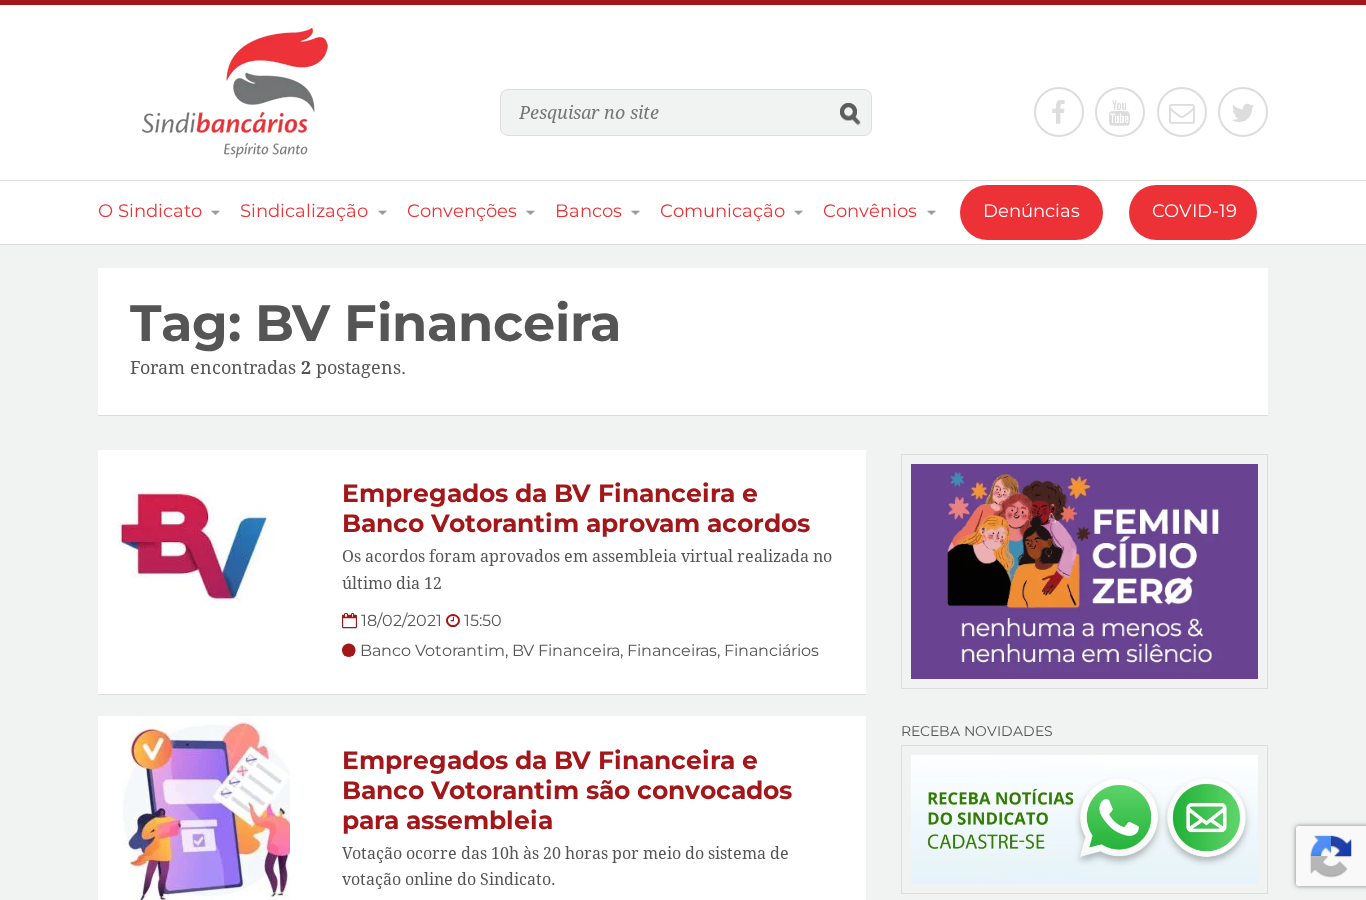 Sindibancários
Espírito Santo
Pesquisar no site
You
Tube
O Sindicato
Sindicalização
Convenções
Bancos
Comunicação
Convênios
Denúncias
COVID-19
Tag: BV Financeira
Foram encontradas 2 postagens.
BV
Empregados da BV Financeira e
Banco Votorantim aprovam acordos
Os acordos foram aprovados em assembleia virtual realizada no
último dia 12
18/02/2021 15:50
Banco Votorantim, BV Financeira, Financeiras, Financiários
Empregados da BV Financeira e
Banco Votorantim são convocados
para assembleia
Votação ocorre das 10h às 20 horas por meio do sistema de
votação online do Sindicato.
FEMINI
CÍDIO
ZERØ
nenhuma a menos &
nenhuma em silêncio
RECEBA NOVIDADES
RECEBA NOTÍCIAS
DO SINDICATO
CADASTRE-SE